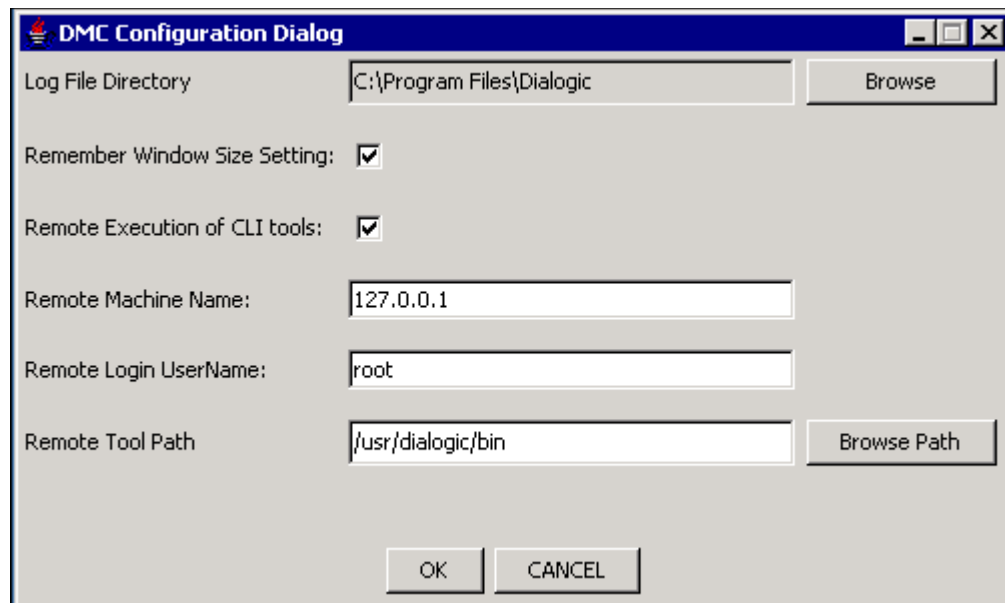 DMC Configuration Dialog
Log File Directory C:\Program Files\Dialogic Browse
Remember Window Size Setting:
Remote Execution of CLI tools:
Remote Machine Name: 127.0.0.1
Remote Login UserName: root
Remote Tool Path /usr/dialogic/bin Browse Path
OK CANCEL